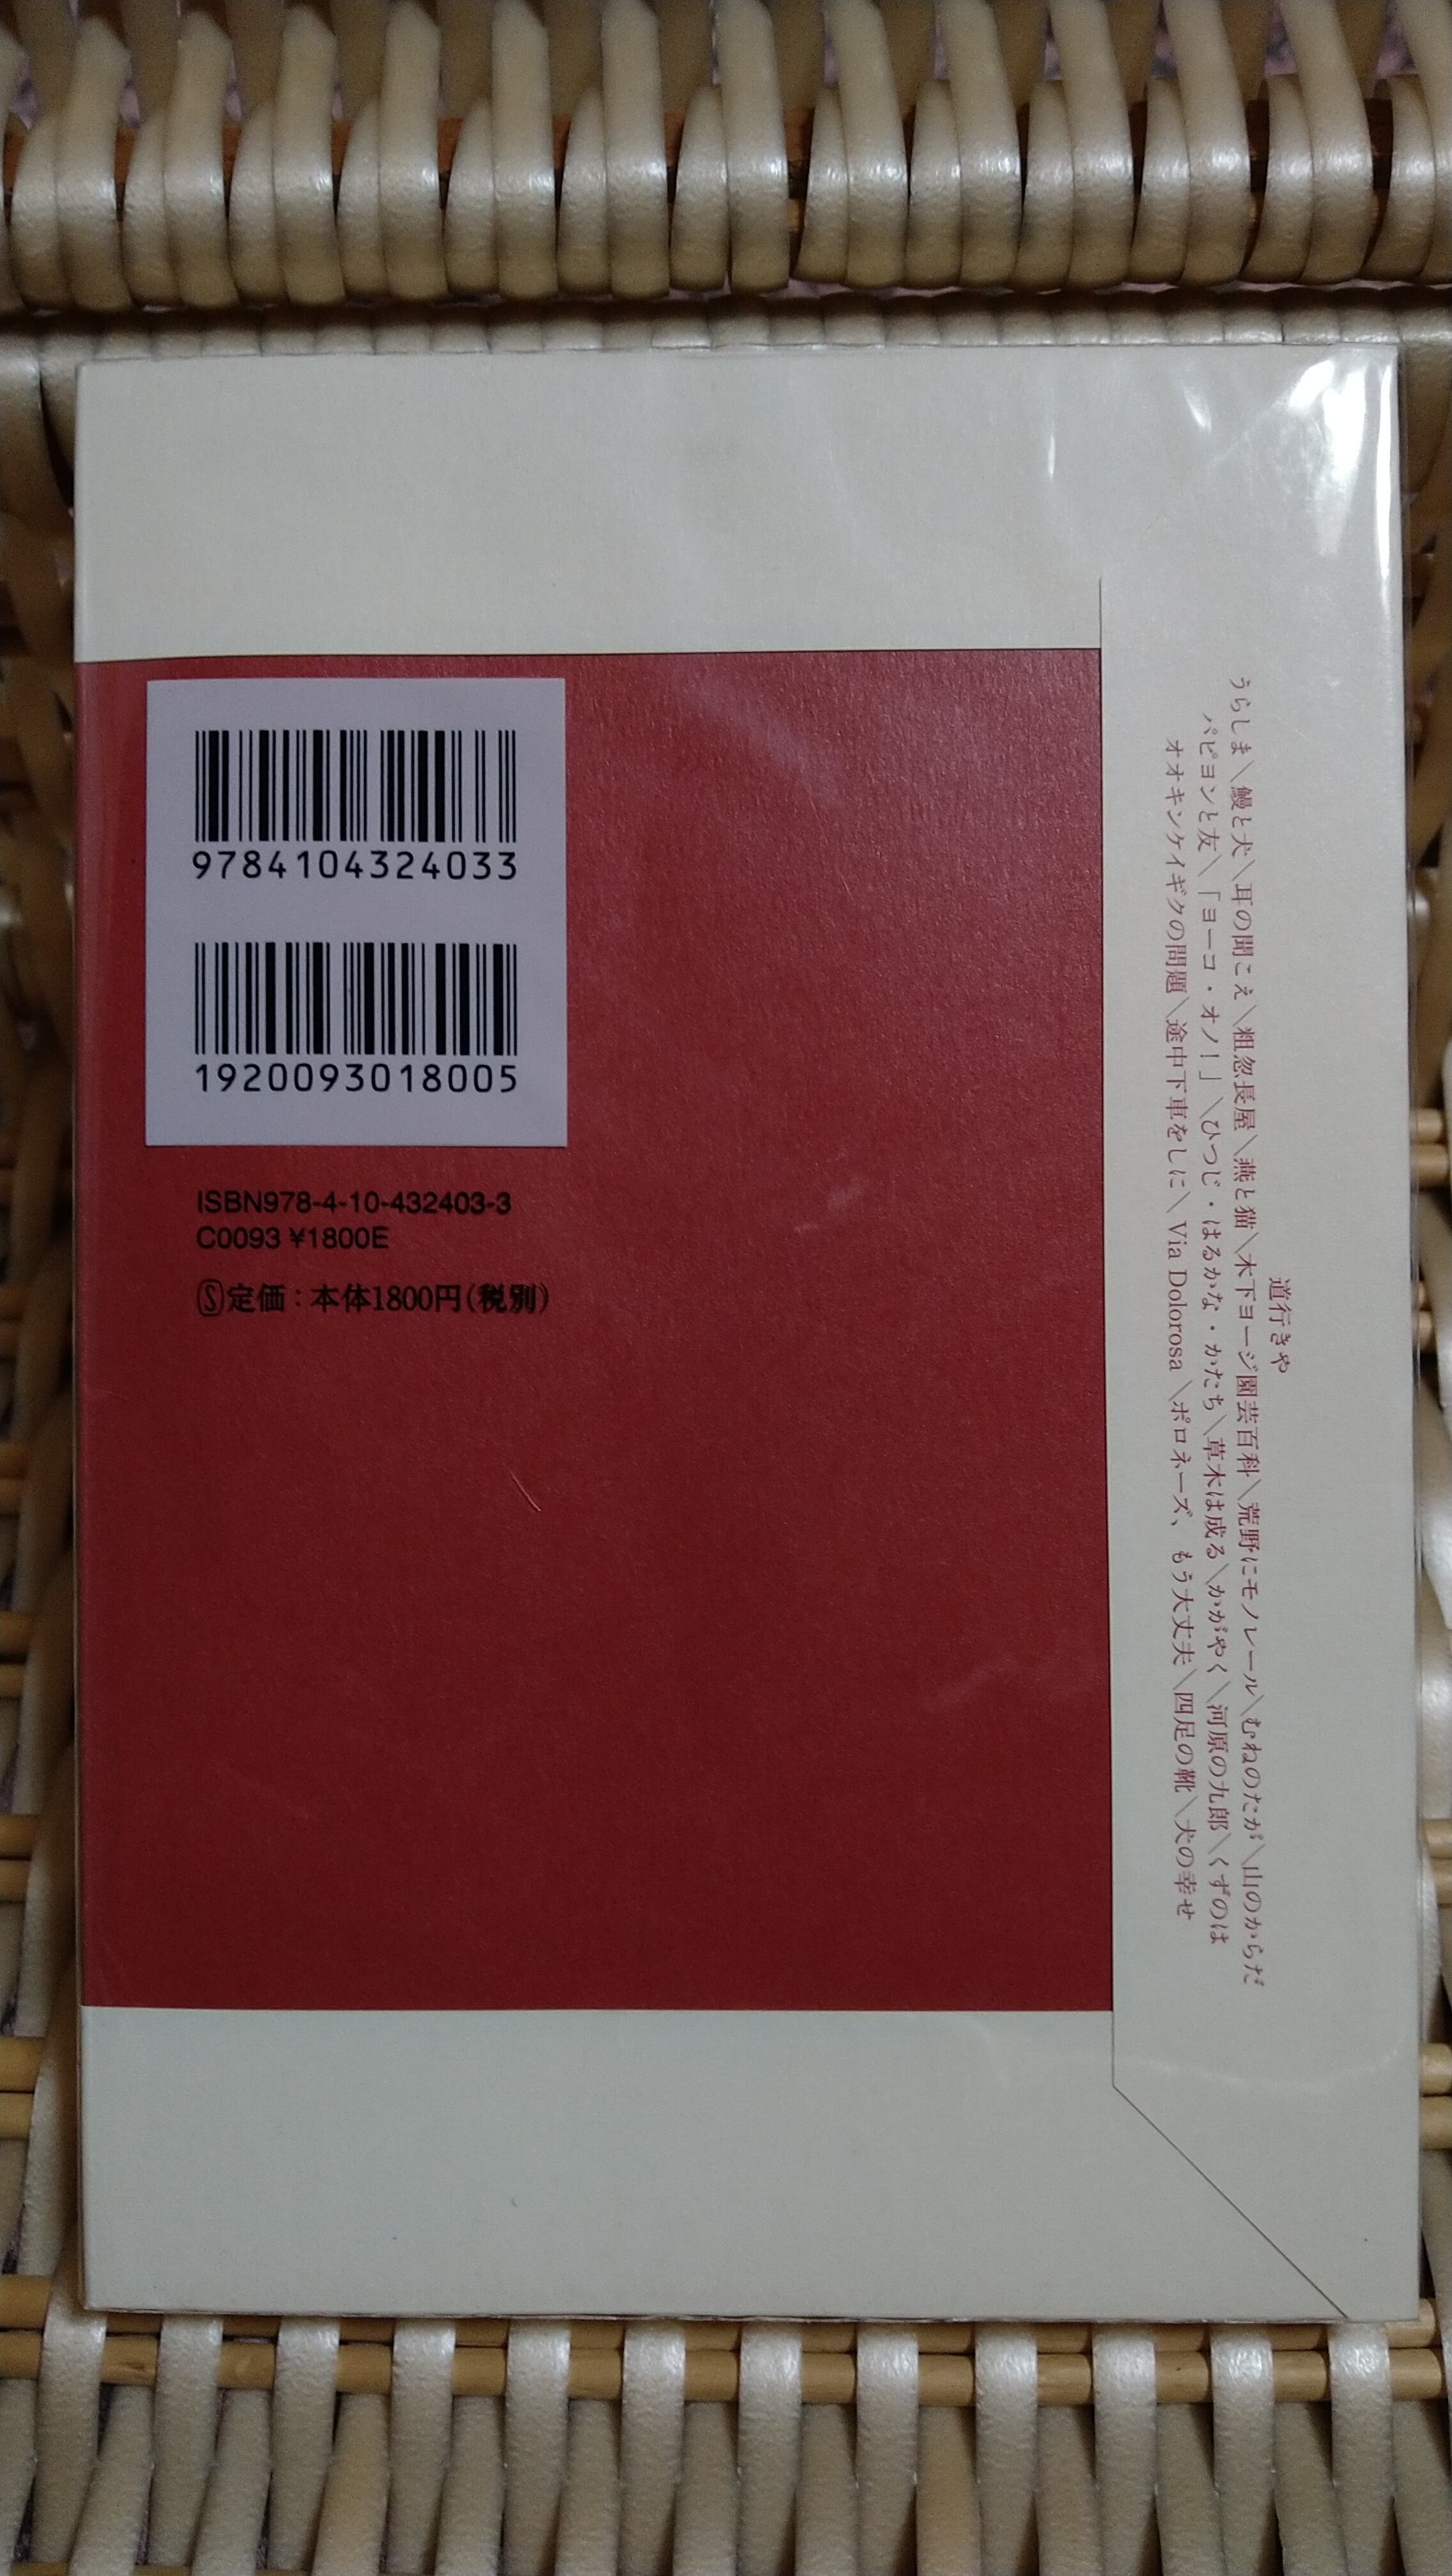 9784104324033
1920093018005
ISBN978-4-10-432403-3
C0093 ¥1800E
Ⓢ定価：本体1800円(税別)
道行きや
うらしま＼鰻と犬＼耳の聞こえ＼粗忽長屋＼燕と猫＼木下ヨージ園芸百科＼荒野にモノレール＼むねのたが＼山のからだ
パピヨンと友＼「ヨーコ・オノ！」＼ひつじ・はるかな・かたち＼草木は成る＼かがやく＼河原の九郎＼くずのは
オオキンケイギクの問題＼途中下車をしに＼Via Dolorosa＼ポロネーズ、もう大丈夫＼四足の靴＼犬の幸せ